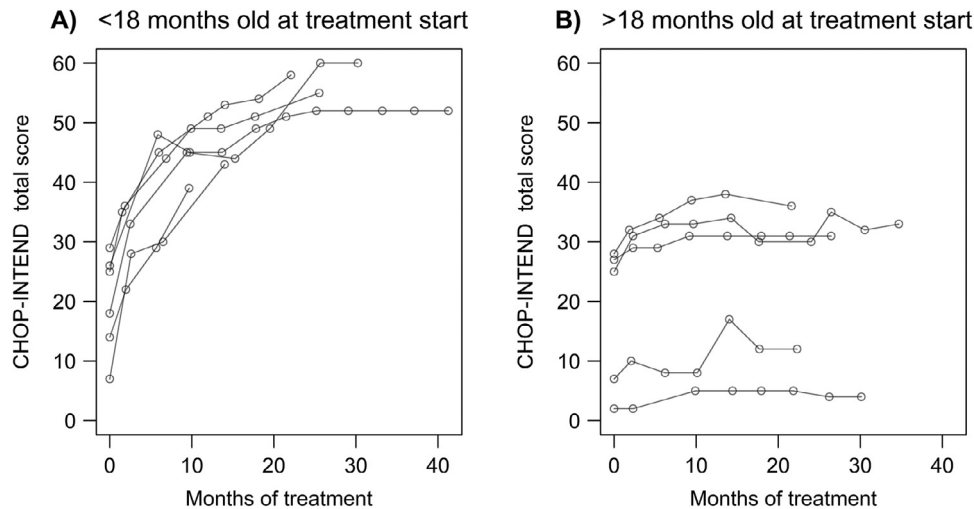 A) <18 months old at treatment start
60
50
40
30
20
10
0
CHOP-INTEND total score
0 10 20 30 40
Months of treatment
B) >18 months old at treatment start
60
50
40
30
20
10
0
CHOP-INTEND total score
0 10 20 30 40
Months of treatment